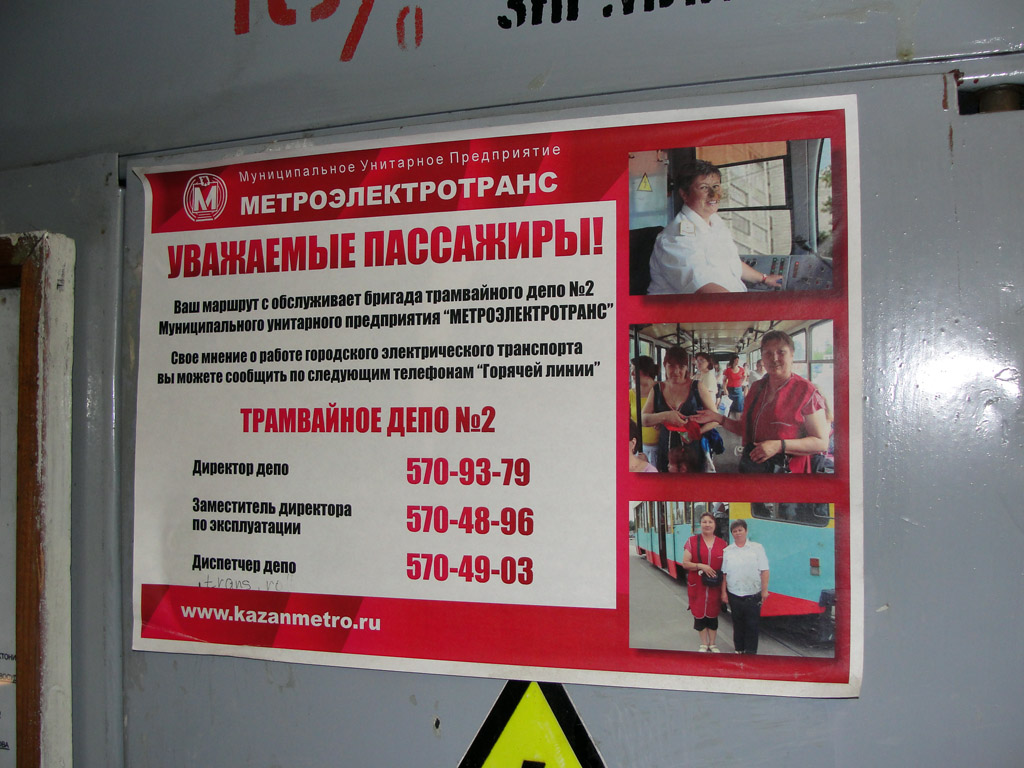 Муниципальное Унитарное Предприятие
МЕТРОЭЛЕКТРОТРАНС
УВАЖАЕМЫЕ ПАССАЖИРЫ!
Ваш маршрут с обслуживает бригада трамвайного депо №2
Муниципального унитарного предприятия "МЕТРОЭЛЕКТРОТРАНС"
Свое мнение о работе городского электрического транспорта
вы можете сообщить по следующим телефонам "Горячей линии"
ТРАМВАЙНОЕ ДЕПО №2
Директор депо 570-93-79
Заместитель директора
по эксплуатации 570-48-96
Диспетчер депо 570-49-03
www.kazanmetro.ru